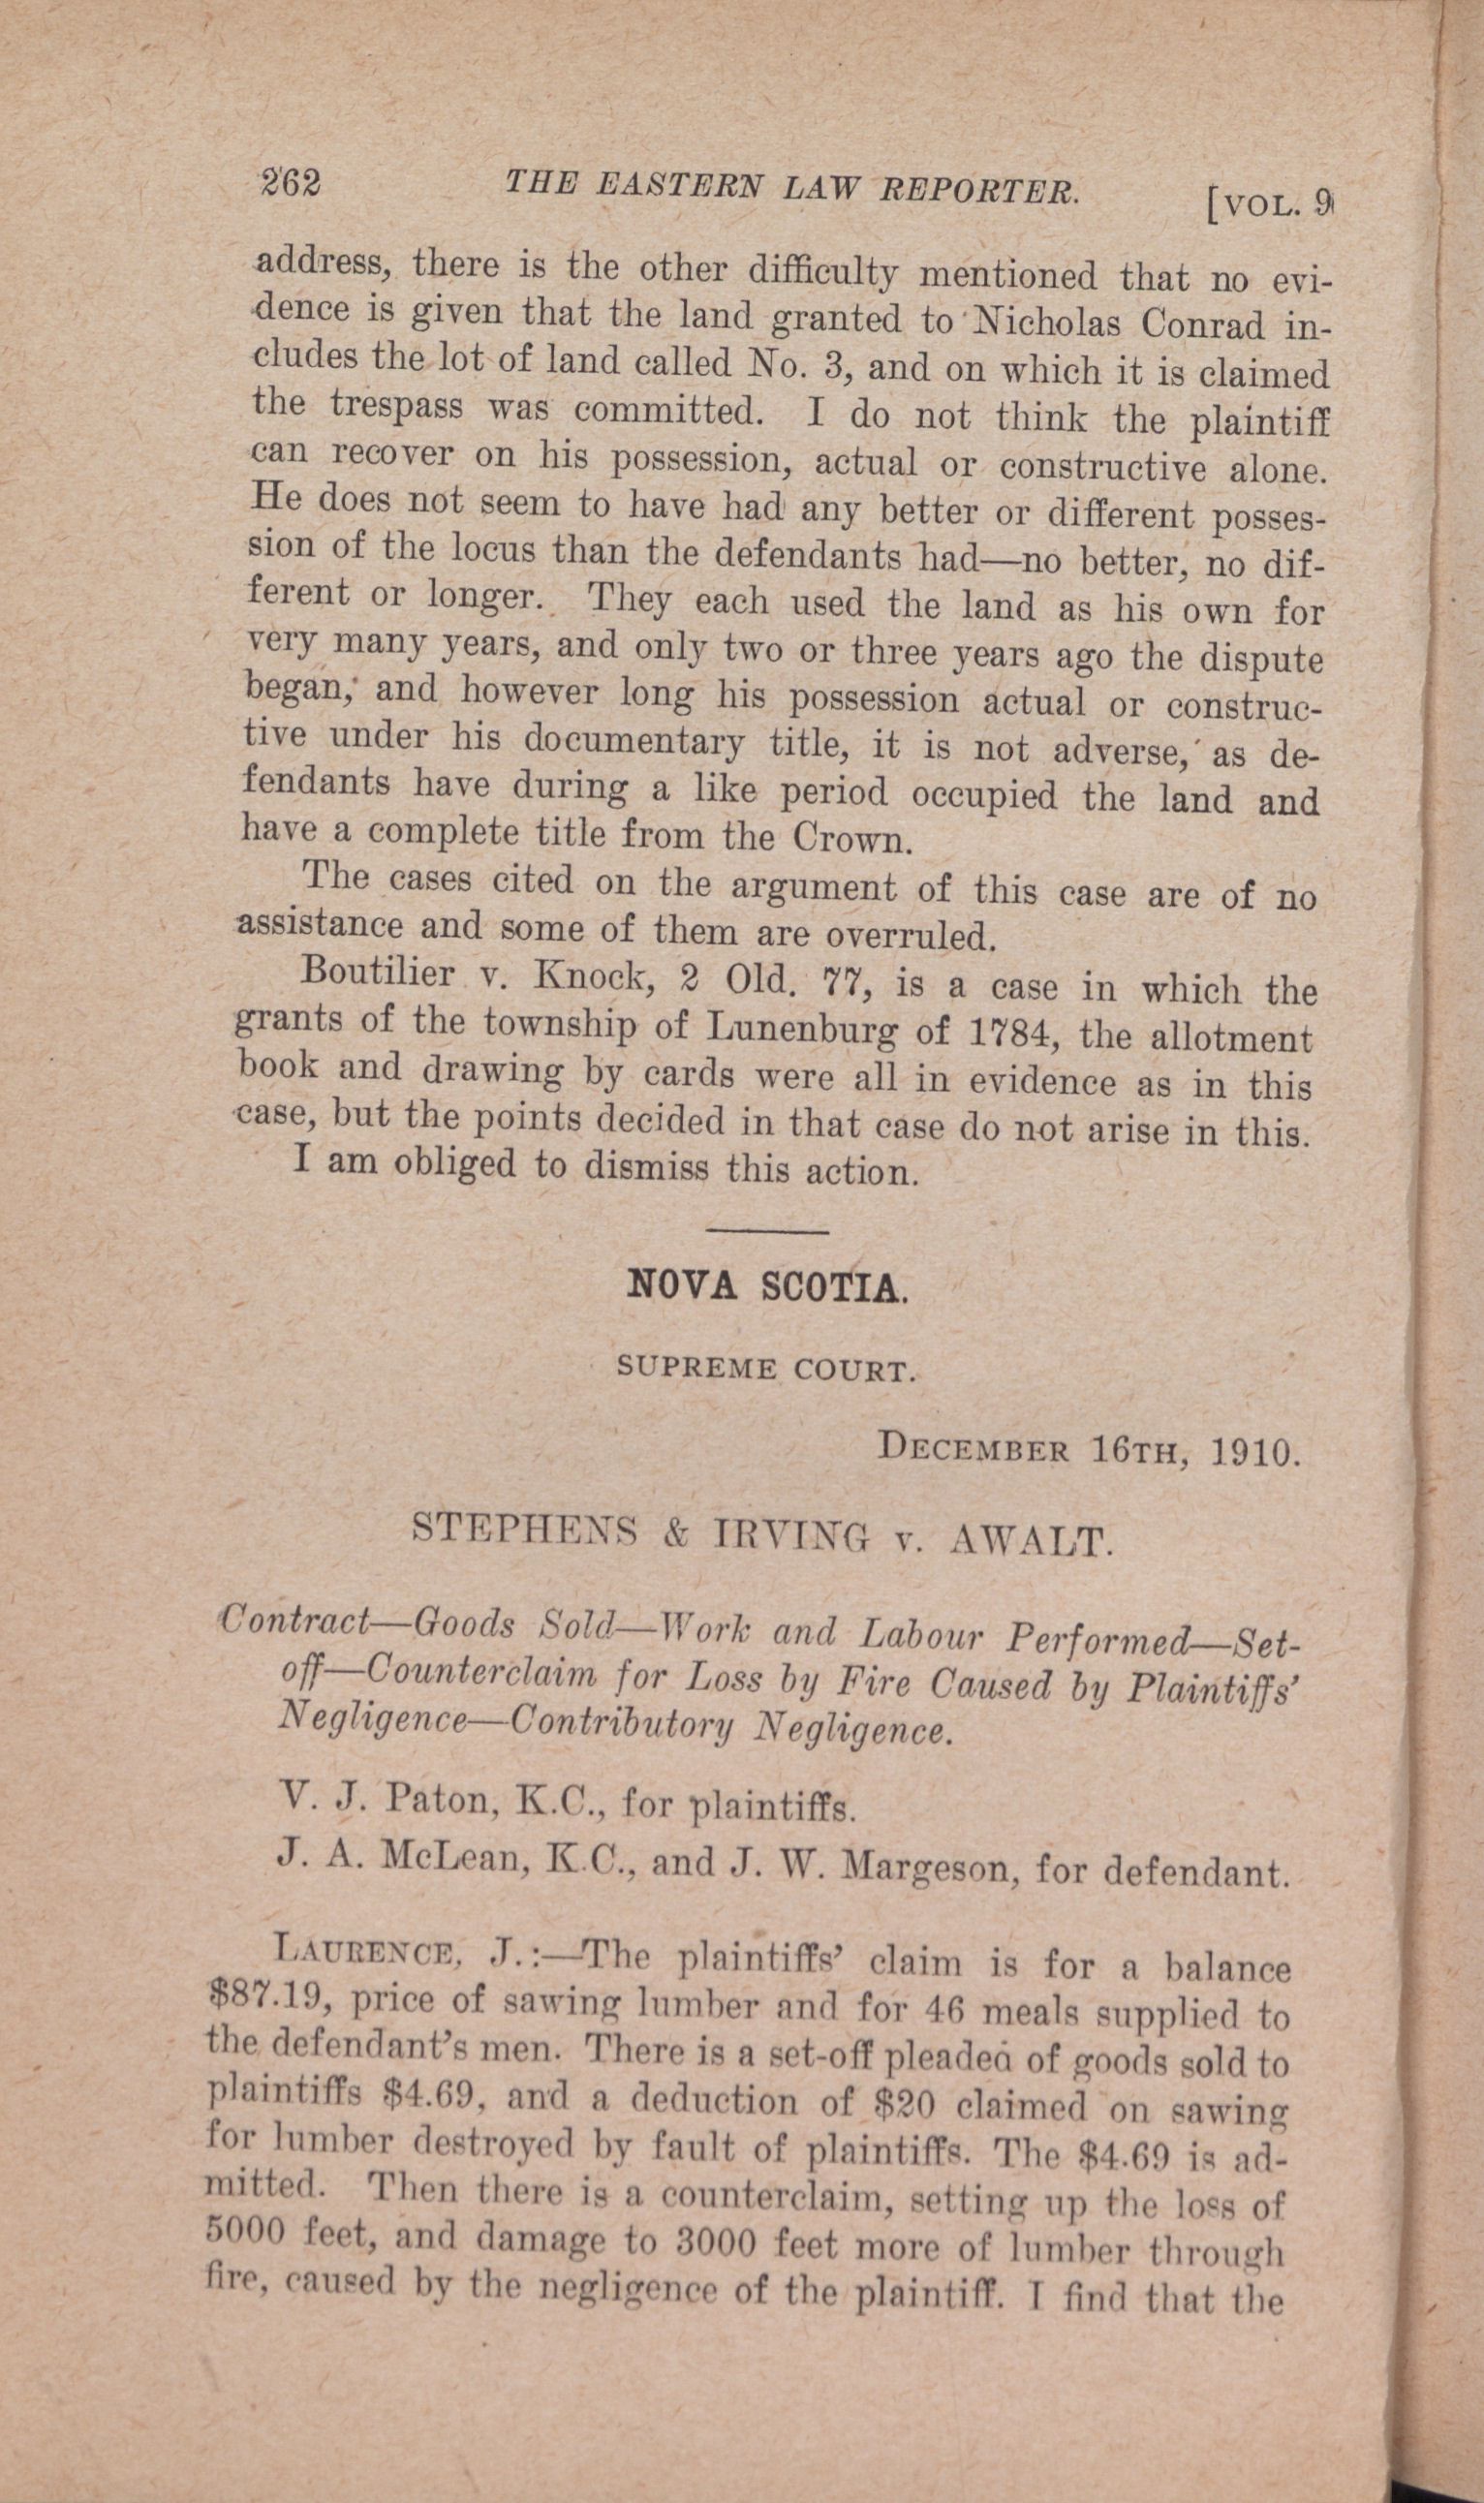 262 THE EASTERN LAW REPORTER. [VOL. 9
address, there is the other difficulty mentioned that no evi-
dence is given that the land granted to Nicholas Conrad in-
cludes the lot of land called No. 3, and on which it is claimed
the trespass was committed. I do not think the plaintiff
can recover on his possession, actual or constructive alone.
He does not seem to have had any better or different posses-
sion of the locus than the defendants had—no better, no dif-
ferent or longer. They each used the land as his own for
very many years, and only two or three years ago the dispute
began, and however long his possession actual or construc-
tive under his documentary title, it is not adverse, as de-
fendants have during a like period occupied the land and
have a complete title from the Crown.
The cases cited on the argument of this case are of no
assistance and some of them are overruled.
Boutilier v. Knock, 2 Old. 77, is a case in which the
grants of the township of Lunenburg of 1784, the allotment
book and drawing by cards were all in evidence as in this
case, but the points decided in that case do not arise in this.
I am obliged to dismiss this action.
NOVA SCOTIA.
SUPREME COURT.
DECEMBER 16TH, 1910.
STEPHENS & IRVING v. AWALT.
Contract—Goods Sold—Work and Labour Performed—Set-
off—Counterclaim for Loss by Fire Caused by Plaintiffs'
Negligence—Contributory Negligence.
V. J. Paton, K.C., for plaintiffs.
J. A. McLean, K.C., and J. W. Margeson, for defendant.
LAURENCE, J.:—The plaintiffs' claim is for a balance
$87.19, price of sawing lumber and for 46 meals supplied to
the defendant's men. There is a set-off pleaded of goods sold to
plaintiffs $4.69, and a deduction of $20 claimed on sawing
for lumber destroyed by fault of plaintiffs. The $4.69 is ad-
mitted. Then there is a counterclaim, setting up the loss of
5000 feet, and damage to 3000 feet more of lumber through
fire, caused by the negligence of the plaintiff. I find that the